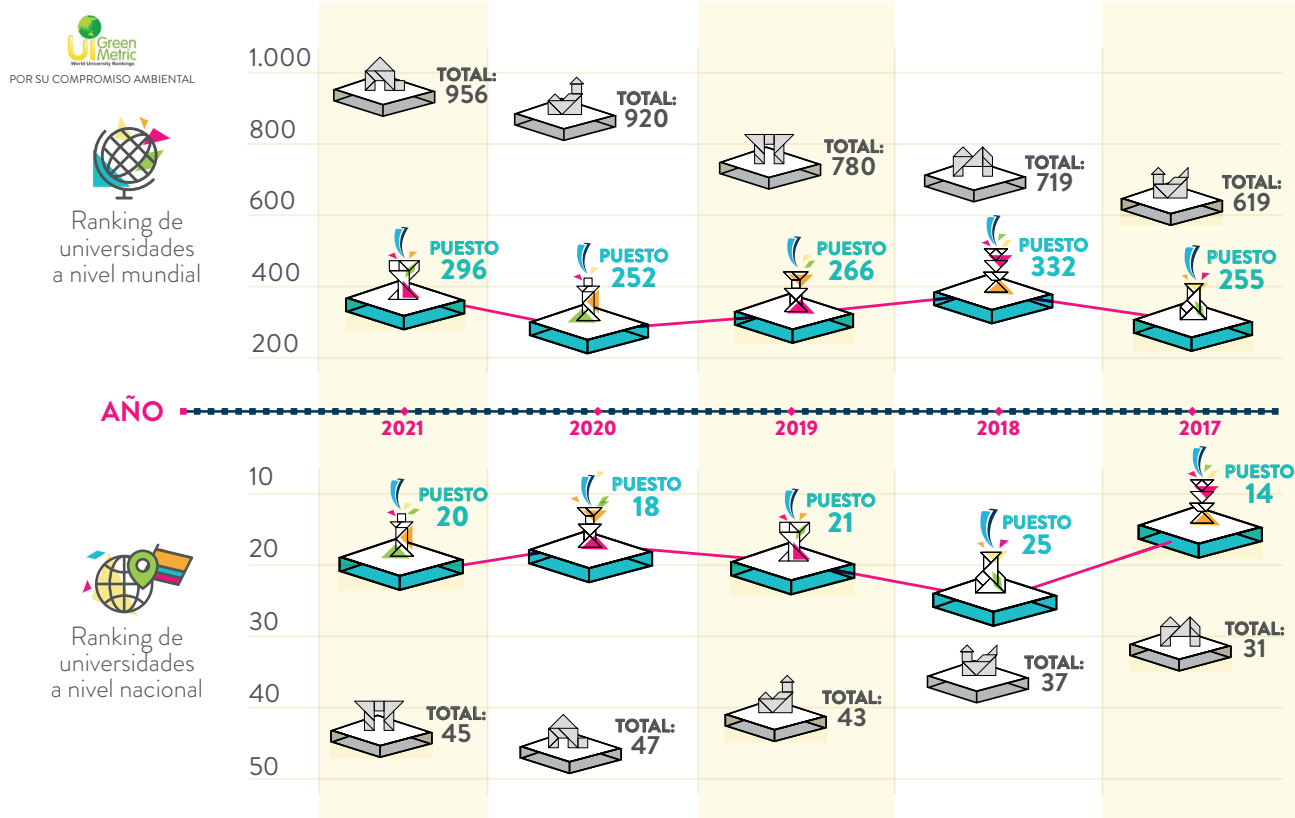 UI Green
Metric
World University Rankings
POR SU COMPROMISO AMBIENTAL
Ranking de
universidades
a nivel mundial
1.000
800
600
400
200
TOTAL:
956
TOTAL:
920
TOTAL:
780
TOTAL:
719
TOTAL:
619
PUESTO
296
PUESTO
252
PUESTO
266
PUESTO
332
PUESTO
255
AÑO
2021
2020
2019
2018
2017
Ranking de
universidades
a nivel nacional
10
20
30
40
50
PUESTO
20
PUESTO
18
PUESTO
21
PUESTO
25
PUESTO
14
TOTAL:
45
TOTAL:
47
TOTAL:
43
TOTAL:
37
TOTAL:
31